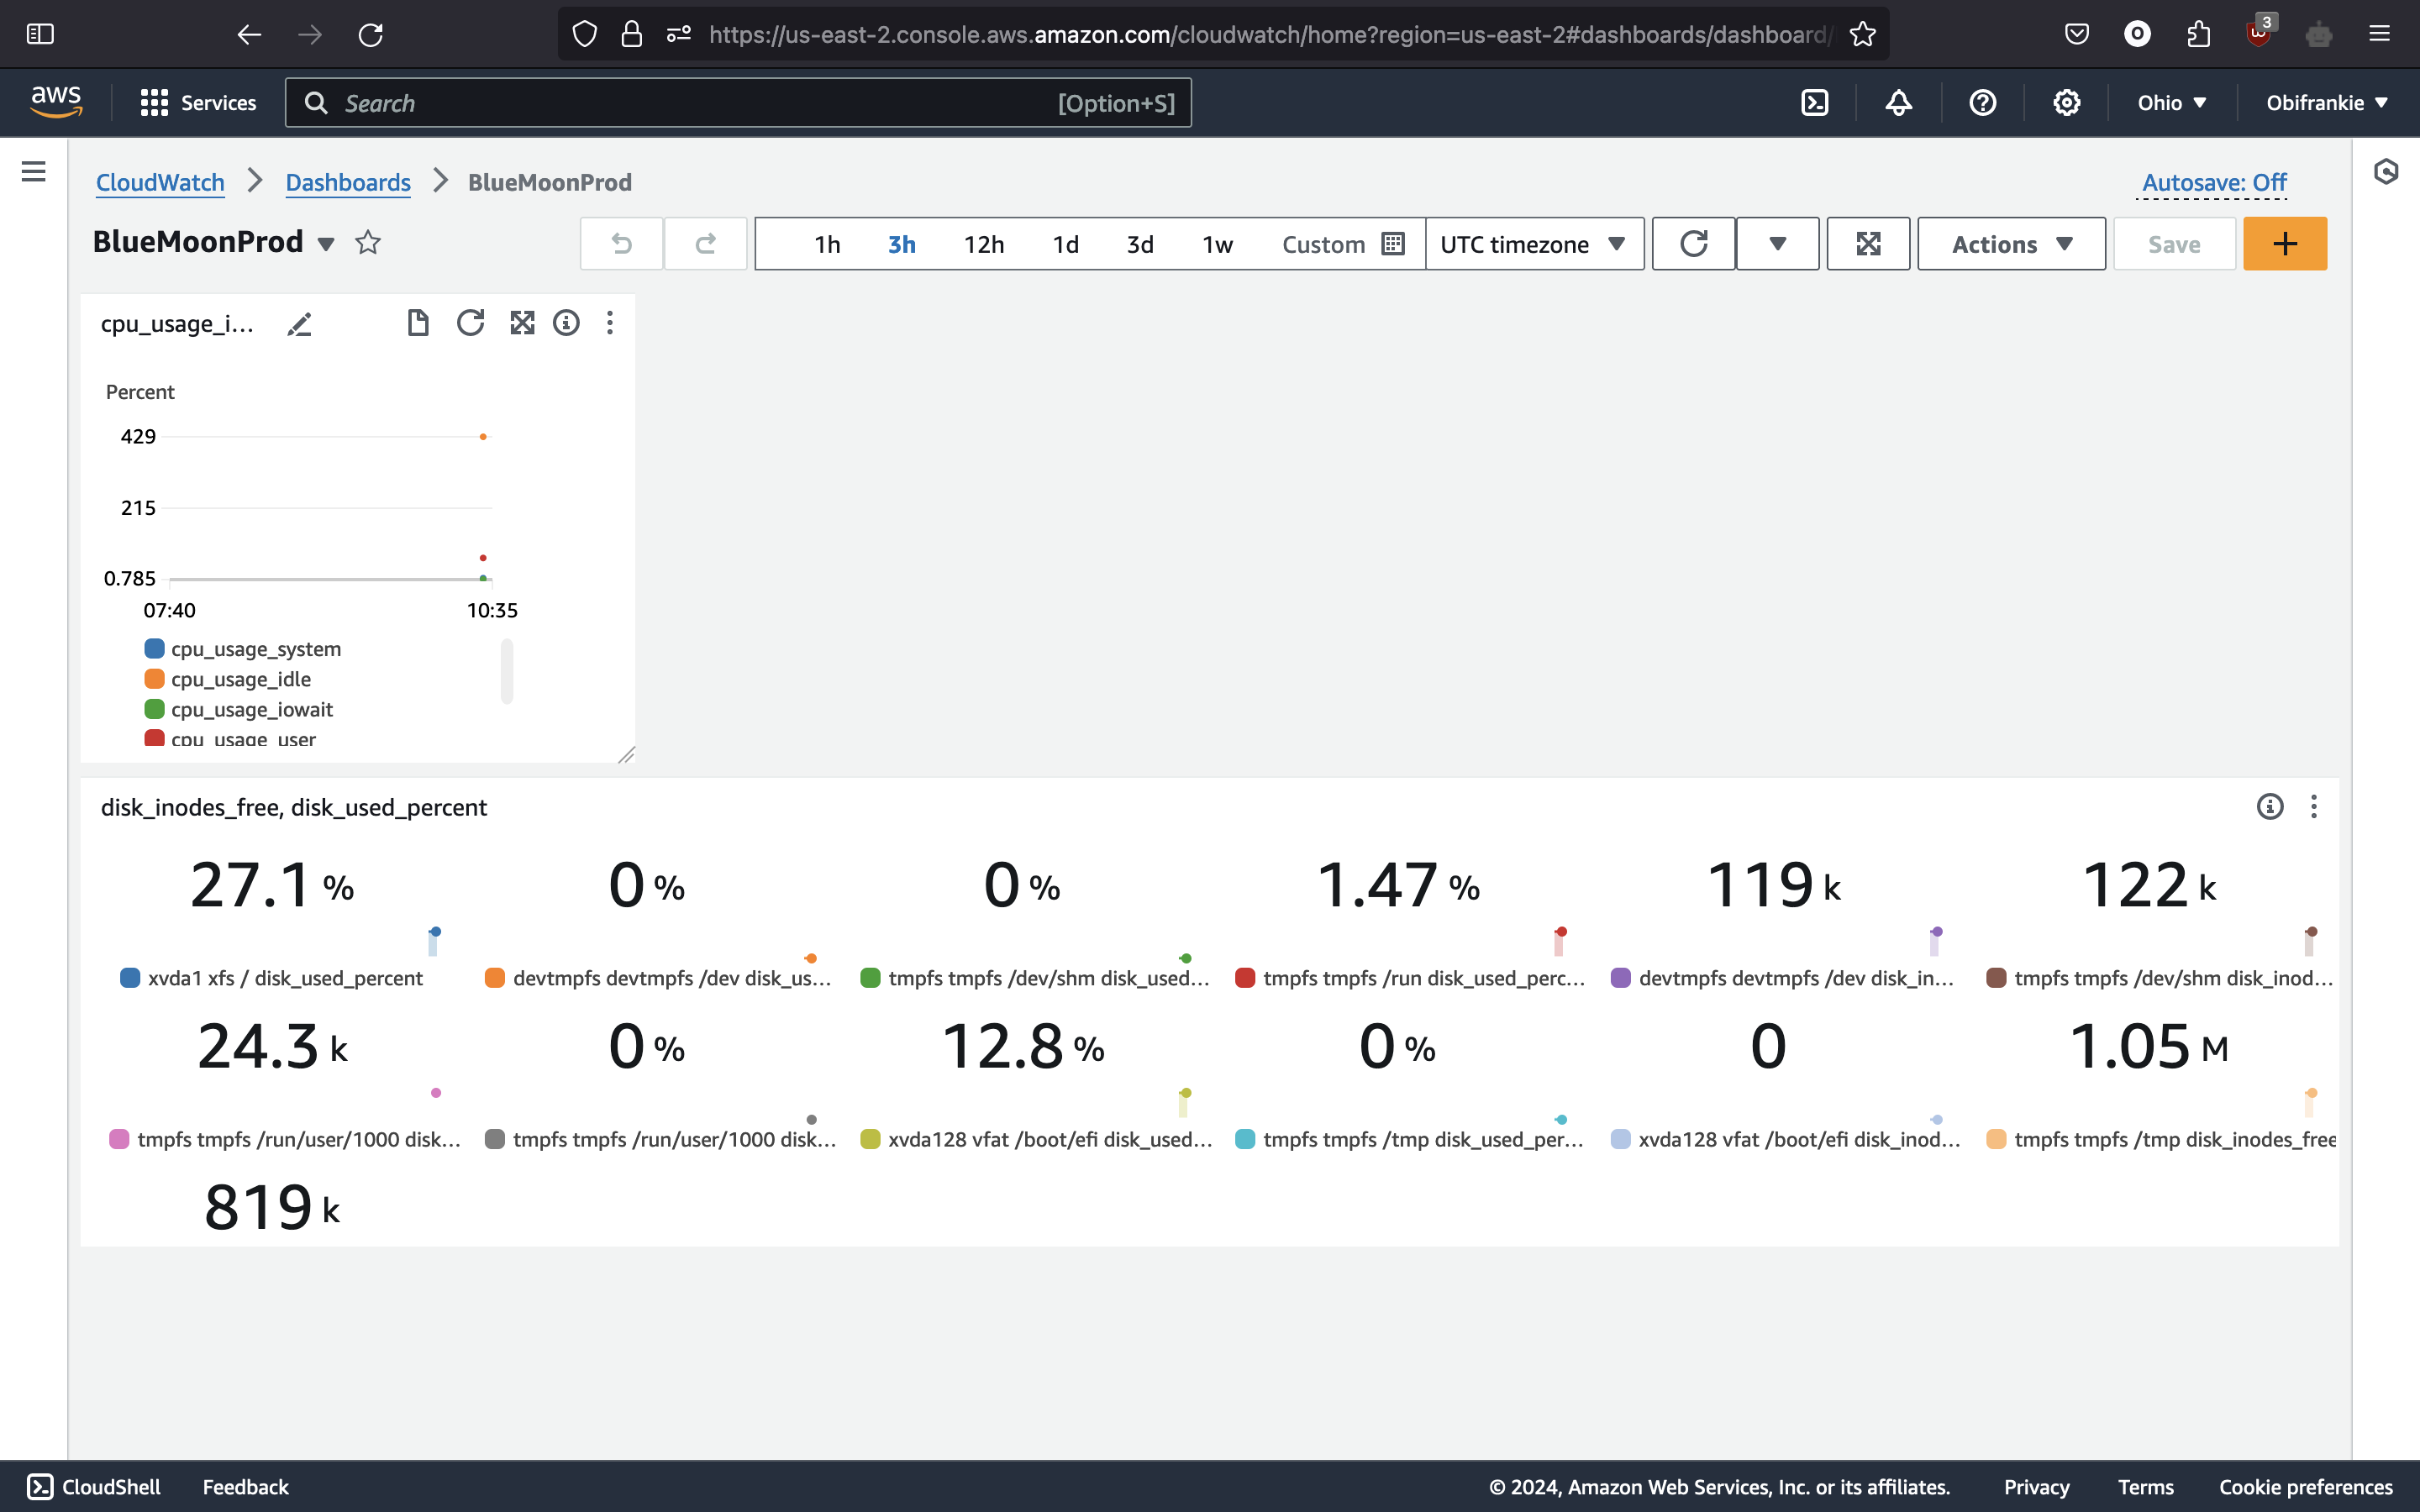 https://us-east-2.console.aws.amazon.com/cloudwatch/home?region=us-east-2#dashboards/dashboard/
3
aws
Services
Search
[Option+S]
Ohio
Obifrankie
CloudWatch
Dashboards
BlueMoonProd
Autosave: Off
BlueMoonProd
1h
3h
12h
1d
3d
1w
Custom
UTC timezone
Actions
Save
cpu_usage_i...
Percent
429
215
0.785
07:40
10:35
cpu_usage_system
cpu_usage_idle
cpu_usage_iowait
cpu_usage_user
disk_inodes_free, disk_used_percent
27.1 %
0 %
0 %
1.47 %
119 k
122 k
xvda1 xfs / disk_used_percent
devtmpfs devtmpfs /dev disk_us...
tmpfs tmpfs /dev/shm disk_used...
tmpfs tmpfs /run disk_used_perc...
devtmpfs devtmpfs /dev disk_in...
tmpfs tmpfs /dev/shm disk_inod...
24.3 k
0 %
12.8 %
0 %
0
1.05 M
tmpfs tmpfs /run/user/1000 disk...
tmpfs tmpfs /run/user/1000 disk...
xvda128 vfat /boot/efi disk_used...
tmpfs tmpfs /tmp disk_used_per...
xvda128 vfat /boot/efi disk_inod...
tmpfs tmpfs /tmp disk_inodes_free
819 k
CloudShell
Feedback
© 2024, Amazon Web Services, Inc. or its affiliates.
Privacy
Terms
Cookie preferences